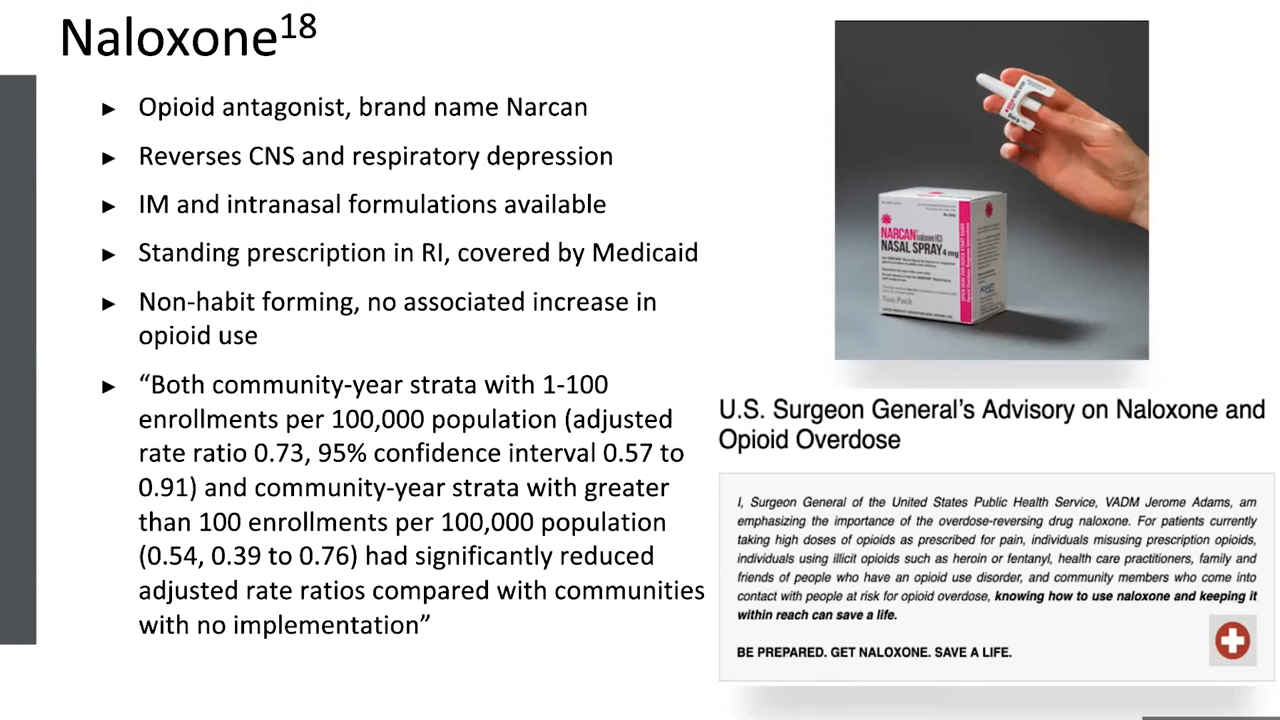 Naloxone18
► Opioid antagonist, brand name Narcan
► Reverses CNS and respiratory depression
► IM and intranasal formulations available
► Standing prescription in RI, covered by Medicaid
► Non-habit forming, no associated increase in
opioid use
► “Both community-year strata with 1-100
enrollments per 100,000 population (adjusted
rate ratio 0.73, 95% confidence interval 0.57 to
0.91) and community-year strata with greater
than 100 enrollments per 100,000 population
(0.54, 0.39 to 0.76) had significantly reduced
adjusted rate ratios compared with communities
with no implementation”
NARCAN
NASAL SPRAY 4 mg
Two Pack
U.S. Surgeon General’s Advisory on Naloxone and
Opioid Overdose
I, Surgeon General of the United States Public Health Service, VADM Jerome Adams, am
emphasizing the importance of the overdose-reversing drug naloxone. For patients currently
taking high doses of opioids as prescribed for pain, individuals misusing prescription opioids,
individuals using illicit opioids such as heroin or fentanyl, health care practitioners, family and
friends of people who have an opioid use disorder, and community members who come into
contact with people at risk for opioid overdose, knowing how to use naloxone and keeping it
within reach can save a life.
BE PREPARED. GET NALOXONE. SAVE A LIFE.